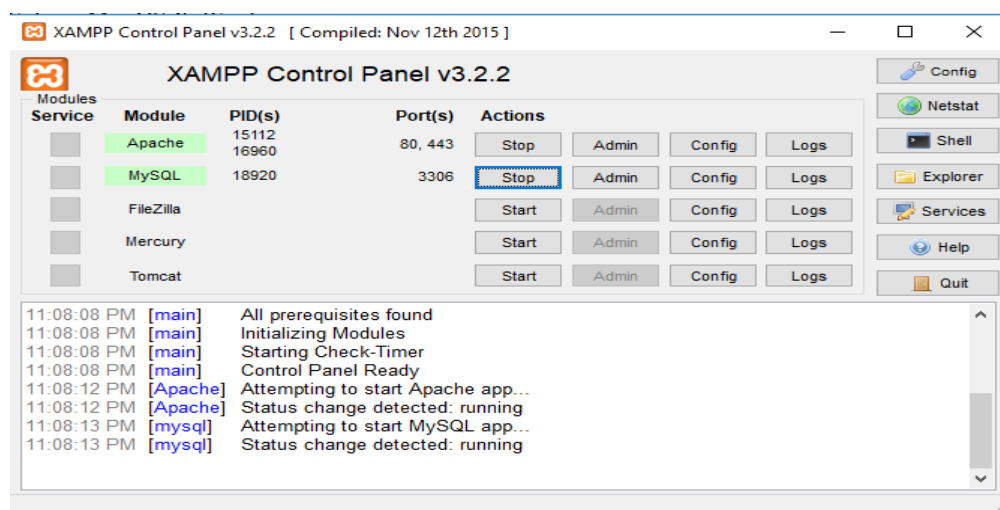 XAMPP Control Panel v3.2.2 [ Compiled: Nov 12th 2015 ]
XAMPP Control Panel v3.2.2
Config
Modules
Service Module PID(s) Port(s) Actions
Netstat
Apache 15112 16960 80, 443 Stop Admin Config Logs
Shell
MySQL 18920 3306 Stop Admin Config Logs
Explorer
FileZilla Start Admin Config Logs
Services
Mercury Start Admin Config Logs
Help
Tomcat Start Admin Config Logs
Quit
11:08:08 PM [main] All prerequisites found
11:08:08 PM [main] Initializing Modules
11:08:08 PM [main] Starting Check-Timer
11:08:08 PM [main] Control Panel Ready
11:08:12 PM [Apache] Attempting to start Apache app...
11:08:12 PM [Apache] Status change detected: running
11:08:13 PM [mysql] Attempting to start MySQL app...
11:08:13 PM [mysql] Status change detected: running